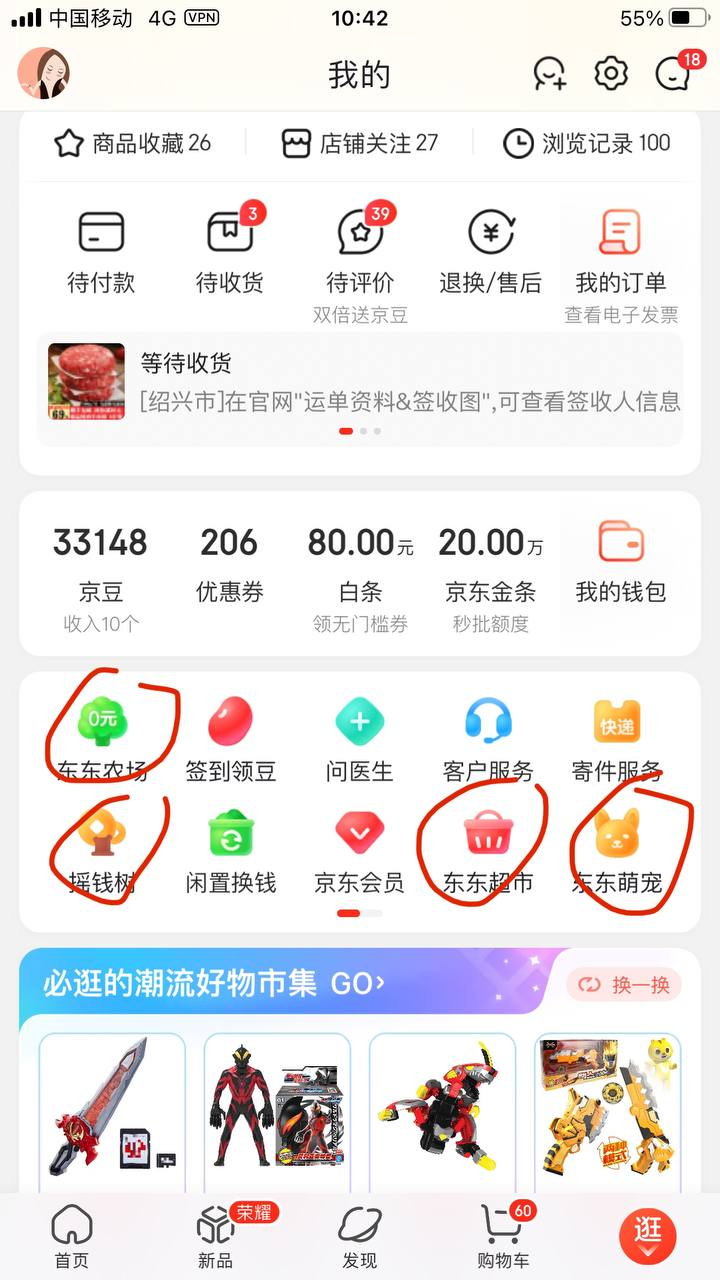 中国移动 4G VPN 10:42 55%
我的 18
商品收藏 26 店铺关注 27 浏览记录 100
3 39
待付款 待收货 待评价 退换/售后 我的订单
双倍送京豆 查看电子发票
等待收货
[绍兴市]在官网"运单资料&签收图",可查看签收人信息
69
33148 206 80.00元 20.00万
京豆 优惠券 白条 京东金条 我的钱包
收入10个 领无门槛券 秒批额度
0元 快递
东东农场 签到领豆 问医生 客户服务 寄件服务
摇钱树 闲置换钱 京东会员 东东超市 东东萌宠
必逛的潮流好物市集 GO> 换一换
两种
模式
荣耀 60 逛
首页 新品 发现 购物车